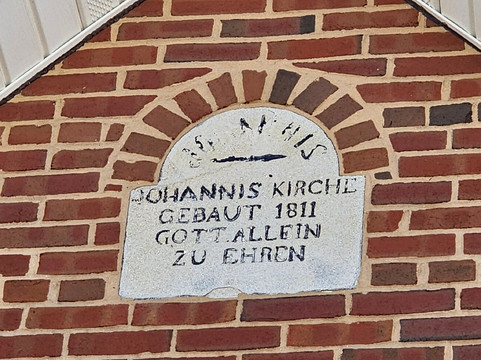 JOHANNIS KIRCHE
GEBAUT 1811
GOTT ALLEIN
ZU EHREN